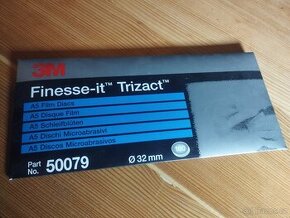 3M
Finesse-it™ Trizact™
A5 Film Discs
A5 Disque Film
A5 Schleifblüten
A5 Dischi Microabrasivi
A5 Discos Microabrasivos
Part No. 50079
Ø 32 mm